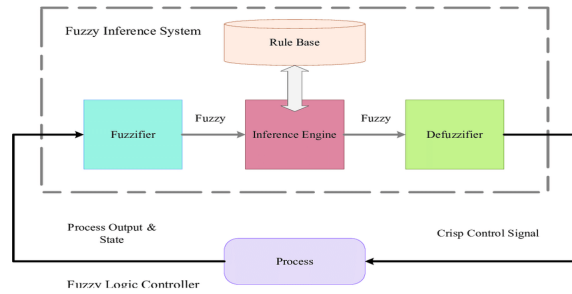 Fuzzy Inference System
Rule Base
Fuzzifier
Fuzzy
Inference Engine
Fuzzy
Defuzzifier
Process Output &
State
Crisp Control Signal
Process
Fuzzy Logic Controller